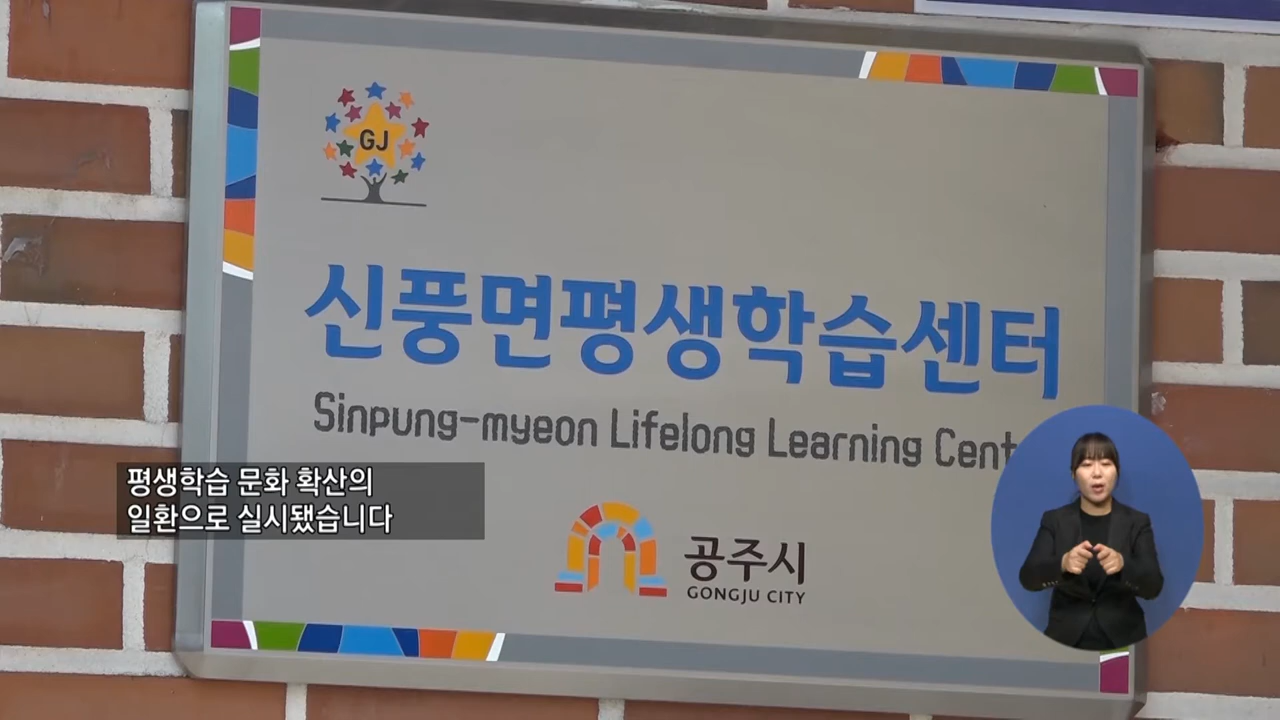 GJ
신풍면평생학습센터
Sinpung-myeon Lifelong Learning
평생학습 문화 확산의
일환으로 실시됐습니다
공주시
GONGJU CITY